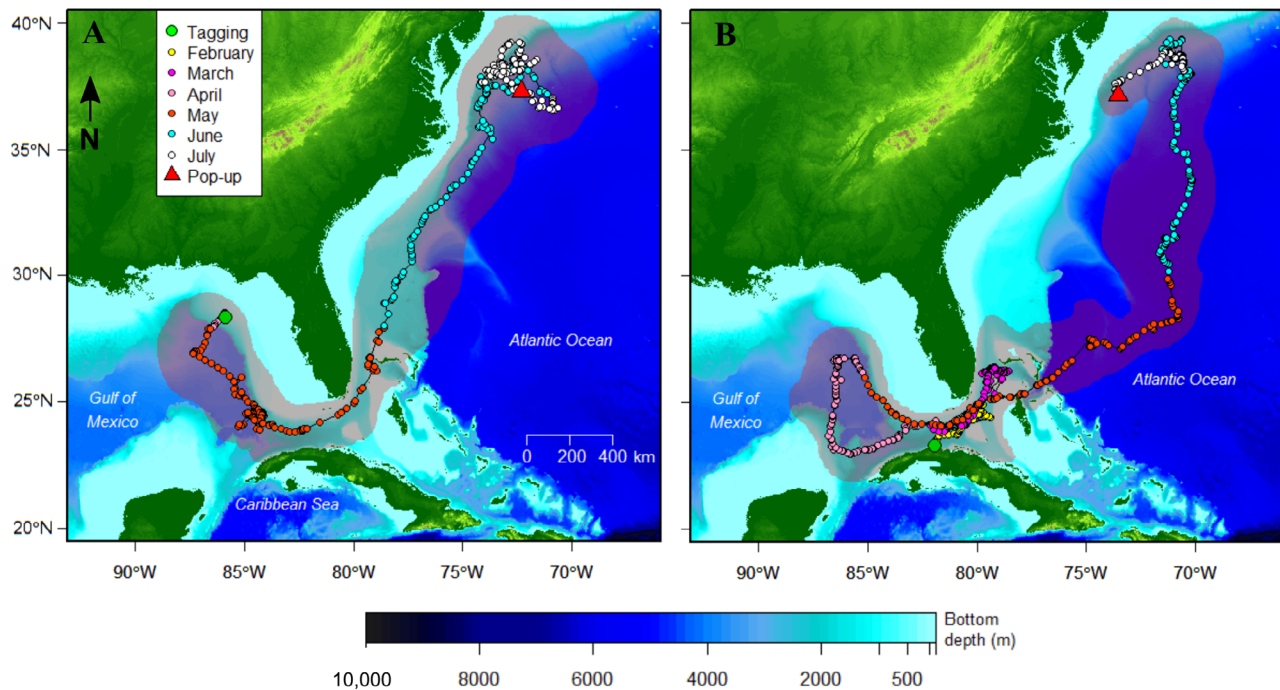 A
Tagging
February
March
April
May
June
July
Pop-up
N
40°N
35°N
30°N
25°N
20°N
Gulf of
Mexico
Atlantic Ocean
Caribbean Sea
0 200 400 km
90°W 85°W 80°W 75°W 70°W
B
Gulf of
Mexico
Atlantic Ocean
90°W 85°W 80°W 75°W 70°W
Bottom
depth (m)
10,000 8000 6000 4000 2000 500